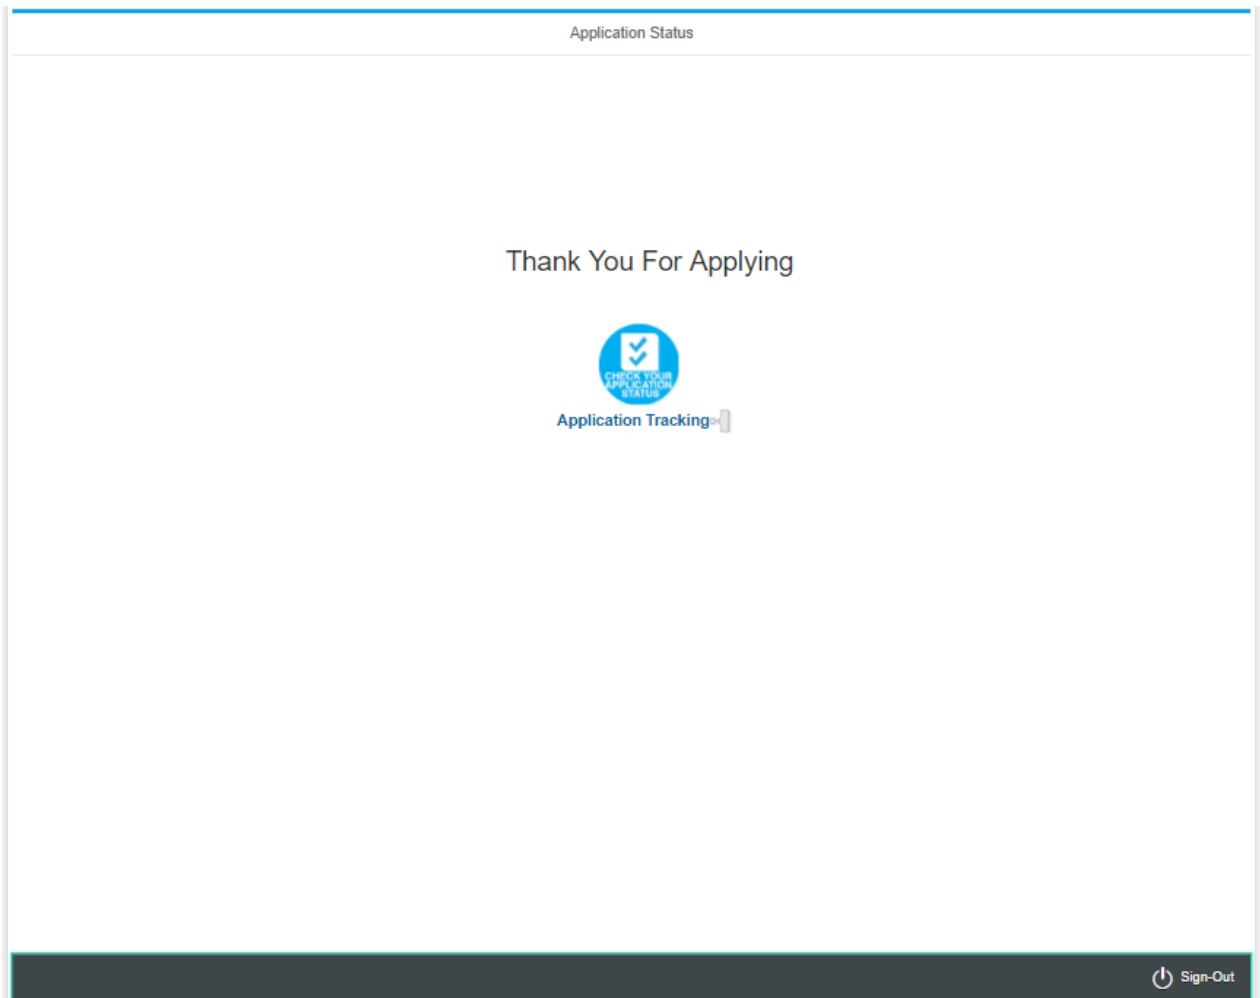 Application Status
Thank You For Applying
CHECK YOUR
APPLICATION
STATUS
Application Tracking
Sign-Out